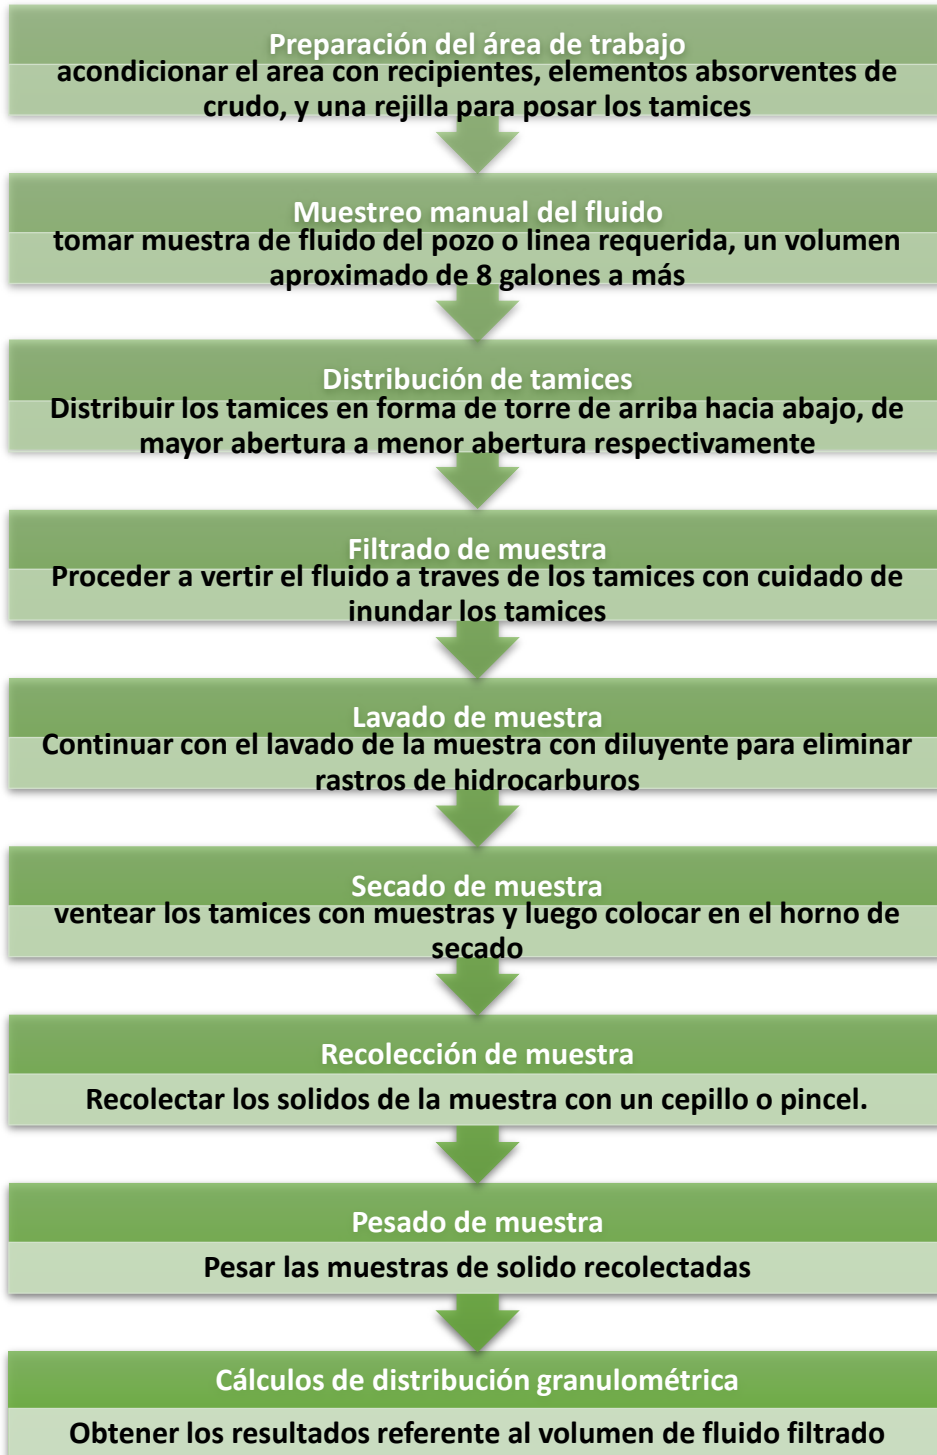 Preparación del área de trabajo
acondicionar el area con recipientes, elementos absorventes de
crudo, y una rejilla para posar los tamices
Muestreo manual del fluido
tomar muestra de fluido del pozo o linea requerida, un volumen
aproximado de 8 galones a más
Distribución de tamices
Distribuir los tamices en forma de torre de arriba hacia abajo, de
mayor abertura a menor abertura respectivamente
Filtrado de muestra
Proceder a vertir el fluido a traves de los tamices con cuidado de
inundar los tamices
Lavado de muestra
Continuar con el lavado de la muestra con diluyente para eliminar
rastros de hidrocarburos
Secado de muestra
ventear los tamices con muestras y luego colocar en el horno de
secado
Recolección de muestra
Recolectar los solidos de la muestra con un cepillo o pincel.
Pesado de muestra
Pesar las muestras de solido recolectadas
Cálculos de distribución granulométrica
Obtener los resultados referente al volumen de fluido filtrado